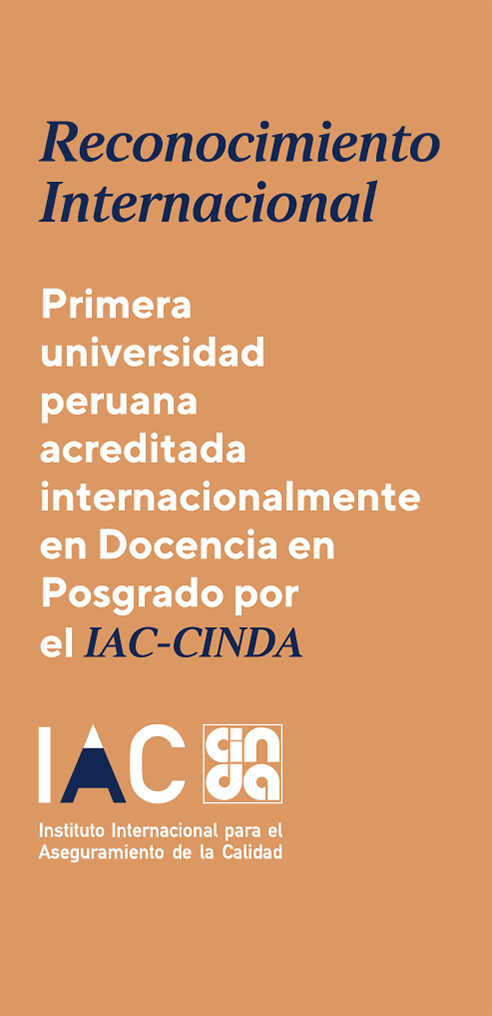 Reconocimiento
Internacional
Primera
universidad
peruana
acreditada
internacionalmente
en Docencia en
Posgrado por
el IAC-CINDA
IAC cinda
Instituto Internacional para el
Aseguramiento de la Calidad